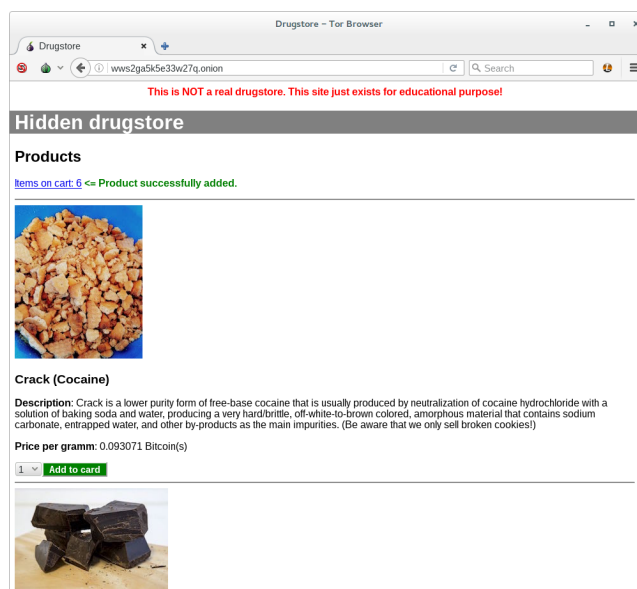 Drugstore – Tor Browser
Drugstore
wws2ga5k5e33w27q.onion
Search
This is NOT a real drugstore. This site just exists for educational purpose!
Hidden drugstore
Products
Items on cart: 6 <= Product successfully added.
Crack (Cocaine)
Description: Crack is a lower purity form of free-base cocaine that is usually produced by neutralization of cocaine hydrochloride with a
solution of baking soda and water, producing a very hard/brittle, off-white-to-brown colored, amorphous material that contains sodium
carbonate, entrapped water, and other by-products as the main impurities. (Be aware that we only sell broken cookies!)
Price per gramm: 0.093071 Bitcoin(s)
1 Add to card